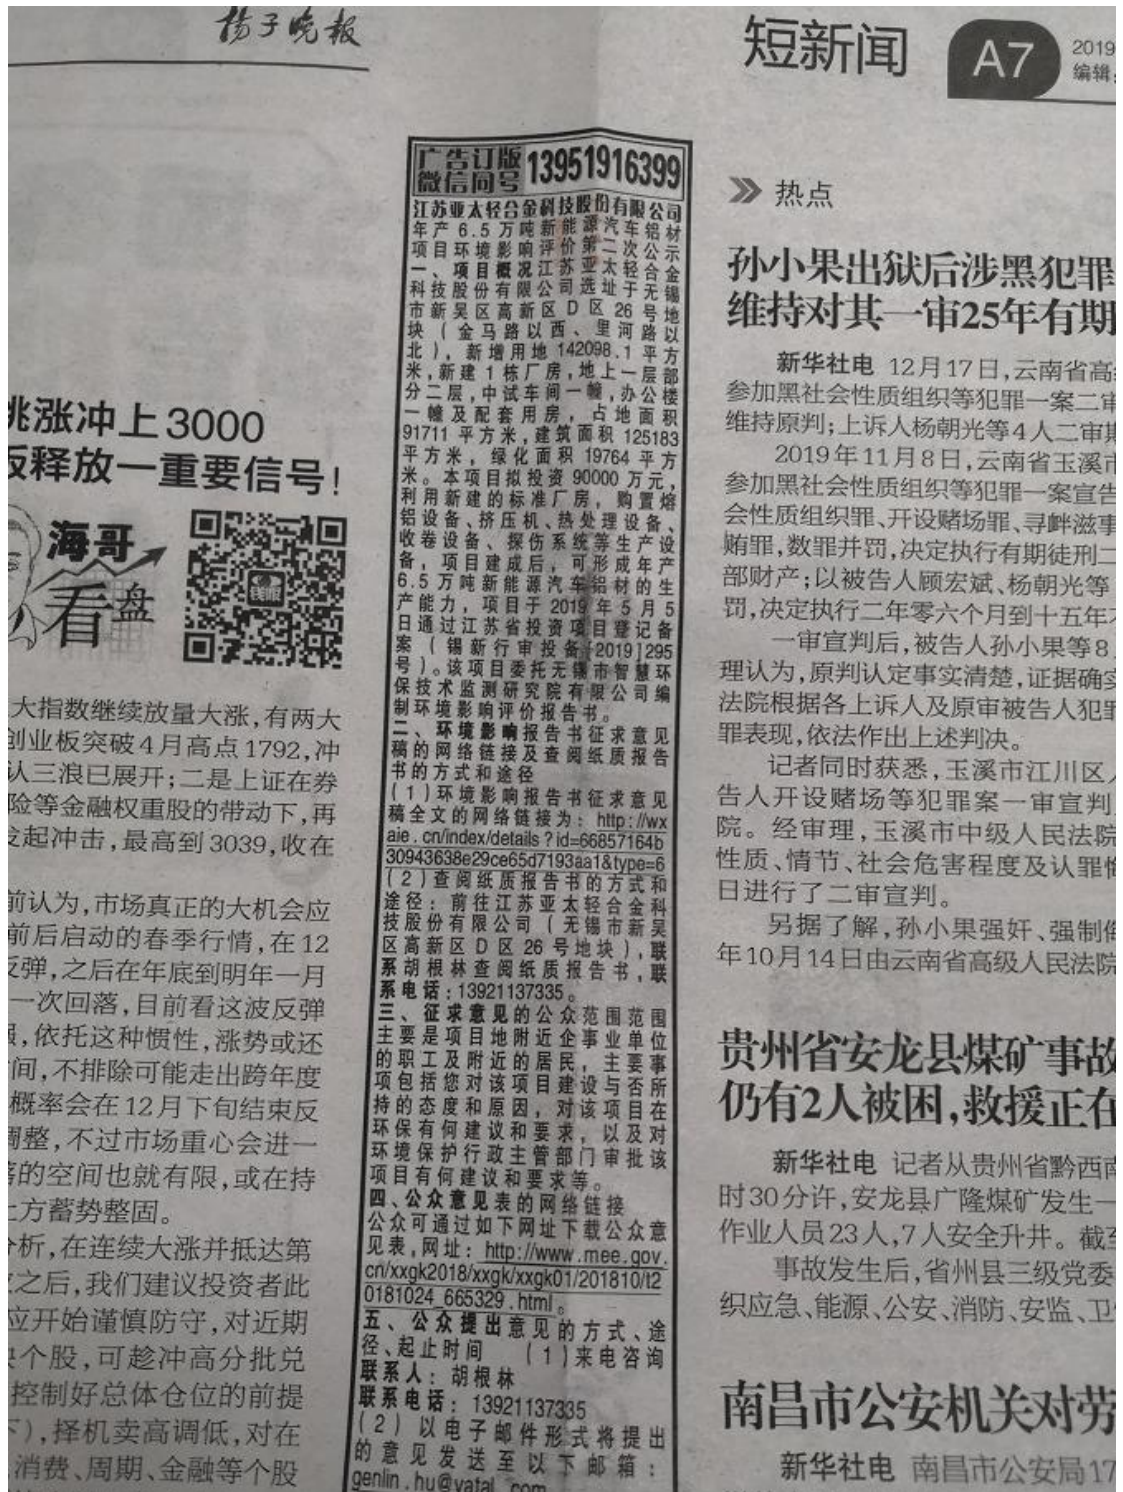 扬子晚报
短新闻
A7
2019
编辑
跳涨冲上3000
板释放一重要信号!
海哥
看盘
钱眼
大指数继续放量大涨,有两大
创业板突破4月高点1792,冲
认三浪已展开;二是上证在券
险等金融权重股的带动下,再
发起冲击,最高到3039,收在
前认为,市场真正的大机会应
前后启动的春季行情,在12
反弹,之后在年底到明年一月
一次回落,目前看这波反弹
强,依托这种惯性,涨势或还
间,不排除可能走出跨年度
概率会在12月下旬结束反
调整,不过市场重心会进一
落的空间也就有限,或在持
上方蓄势整固。
分析,在连续大涨并抵达第
之后,我们建议投资者此
应开始谨慎防守,对近期
个股,可趁冲高分批兑
控制好总体仓位的前提
下),择机卖高调低,对在
消费、周期、金融等个股
广告订版
微信同号
13951916399
江苏亚太轻合金科技股份有限公司
年产6.5万吨新能源汽车铝材
项目环境影响评价第二次公示
一、项目概况江苏亚太轻合金
科技股份有限公司选址于无锡
市新吴区高新区D区26号地
块(金马路以西、里河路以
北),新增用地142098.1平方
米,新建1栋厂房,地上一层部
分二层,中试车间一幢,办公楼
一幢及配套用房,占地面积
91711平方米,建筑面积125183
平方米,绿化面积19764平方
米。本项目拟投资90000万元,
利用新建的标准厂房,购置熔
铝设备、挤压机、热处理设备、
收卷设备、探伤系统等生产设
备,项目建成后,可形成年产
6.5万吨新能源汽车铝材的生
产能力,项目于2019年5月5
日通过江苏省投资项目登记备
案(锡新行审投备[2019]295
号)。该项目委托无锡市智慧环
保技术监测研究院有限公司编
制环境影响评价报告书。
二、环境影响报告书征求意见
稿的网络链接及查阅纸质报告
书的方式和途径
(1)环境影响报告书征求意见
稿全文的网络链接为:http://wx
aie.cn/index/details?id=66857164b
30943638e29ce65d7193aa1&type=6
(2)查阅纸质报告书的方式和
途径:前往江苏亚太轻合金科
技股份有限公司(无锡市新吴
区高新区D区26号地块),联
系胡根林查阅纸质报告书,联
系电话:13921137335。
三、征求意见的公众范围范围
主要是项目地附近企事业单位
的职工及附近的居民,主要事
项包括您对该项目建设与否所
持的态度和原因,对该项目在
环保有何建议和要求,以及对
环境保护行政主管部门审批该
项目有何建议和要求等。
四、公众意见表的网络链接
公众可通过如下网址下载公众意
见表,网址:http://www.mee.gov.
cn/xxgk2018/xxgk/xxgk01/201810/t2
0181024_665329.html。
五、公众提出意见的方式、途
径、起止时间 (1)来电咨询
联系人:胡根林
联系电话:13921137335
(2)以电子邮件形式将提出
的意见发送至以下邮箱:
genlin.hu@yatal.com
热点
孙小果出狱后涉黑犯罪
维持对其一审25年有期
新华社电 12月17日,云南省高
参加黑社会性质组织等犯罪一案二审
维持原判;上诉人杨朝光等4人二审
2019年11月8日,云南省玉溪市
参加黑社会性质组织等犯罪一案宣告
会性质组织罪、开设赌场罪、寻衅滋事
贿罪,数罪并罚,决定执行有期徒刑二
部财产;以被告人顾宏斌、杨朝光等
罚,决定执行二年零六个月到十五年不
一审宣判后,被告人孙小果等8
理认为,原判认定事实清楚,证据确实
法院根据各上诉人及原审被告人犯罪
罪表现,依法作出上述判决。
记者同时获悉,玉溪市江川区人
告人开设赌场等犯罪案一审宣判
院。经审理,玉溪市中级人民法院
性质、情节、社会危害程度及认罪悔
日进行了二审宣判。
另据了解,孙小果强奸、强制侮
年10月14日由云南省高级人民法院
贵州省安龙县煤矿事故
仍有2人被困,救援正在
新华社电 记者从贵州省黔西南
时30分许,安龙县广隆煤矿发生一
作业人员23人,7人安全升井。截至
事故发生后,省州县三级党委
织应急、能源、公安、消防、安监、卫
南昌市公安机关对劳
新华社电 南昌市公安局17